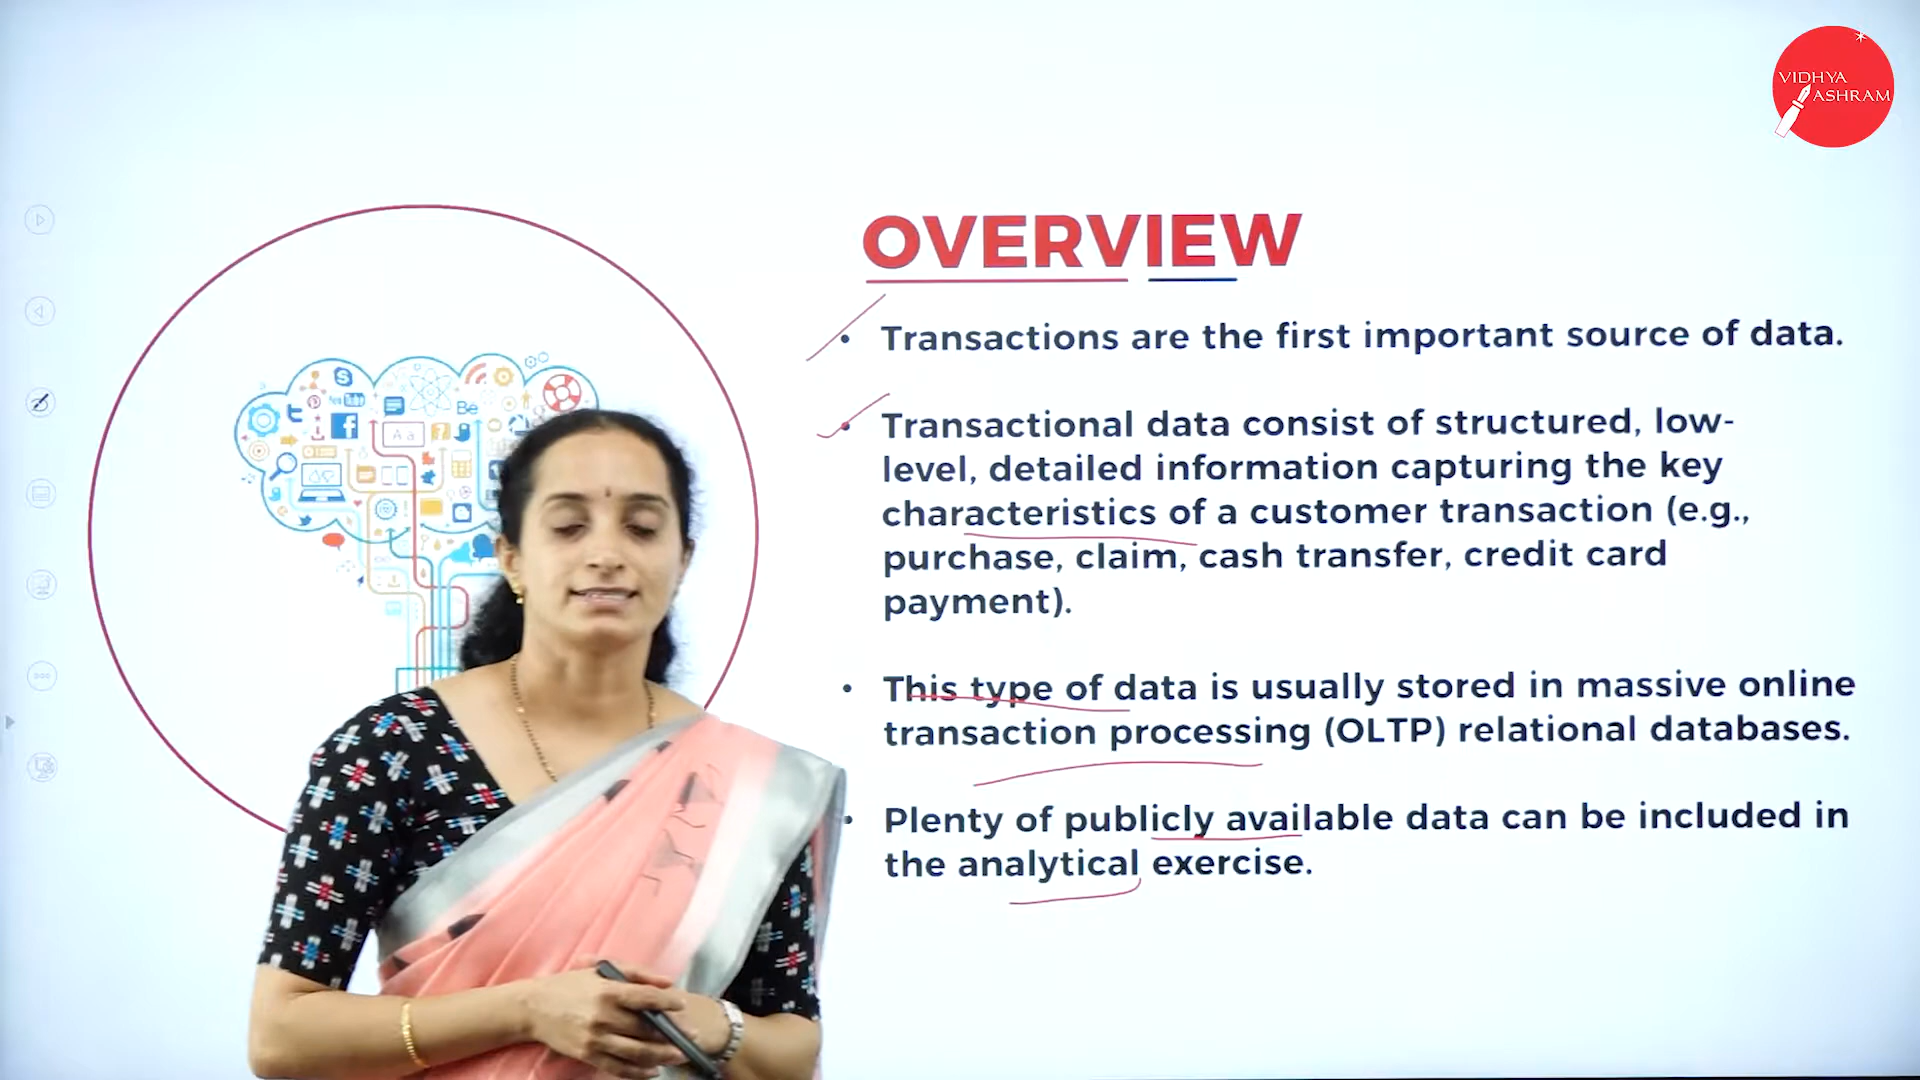 VIDHYA
ASHRAM
OVERVIEW
• Transactions are the first important source of data.
• Transactional data consist of structured, low-
level, detailed information capturing the key
characteristics of a customer transaction (e.g.,
purchase, claim, cash transfer, credit card
payment).
• This type of data is usually stored in massive online
transaction processing (OLTP) relational databases.
• Plenty of publicly available data can be included in
the analytical exercise.
Be
Aa